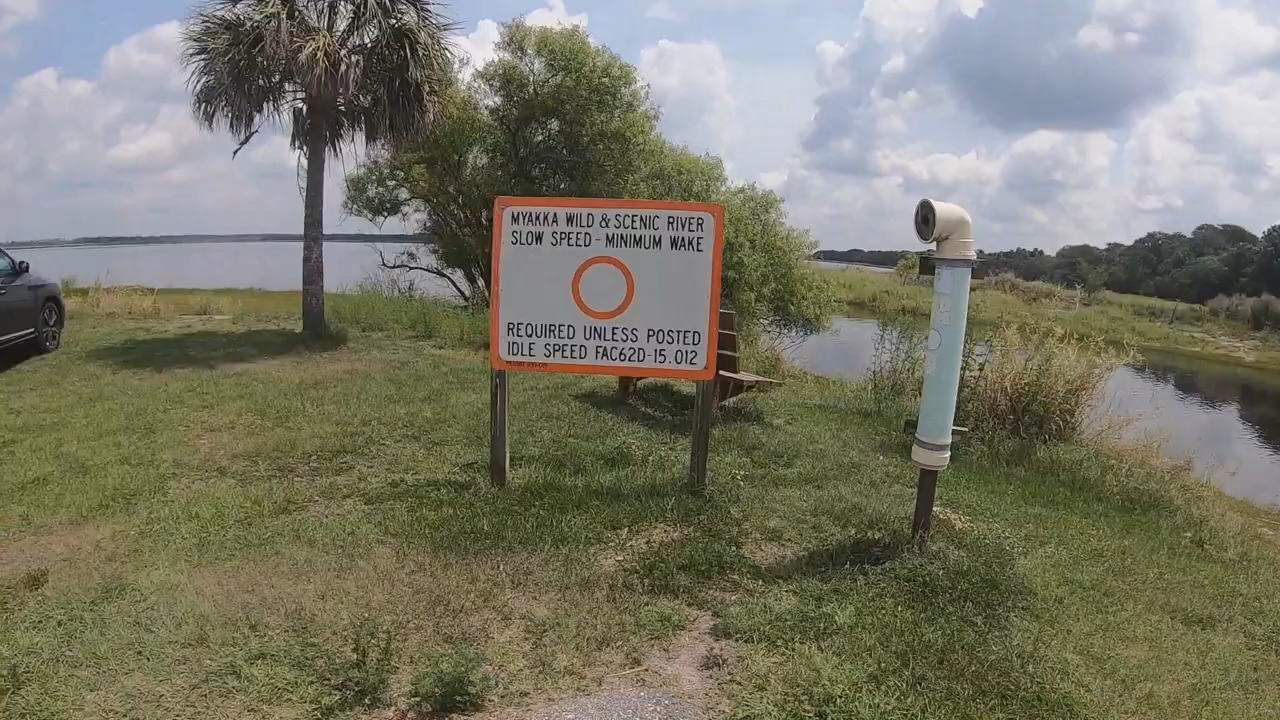 MYAKKA WILD & SCENIC RIVER
SLOW SPEED - MINIMUM WAKE
REQUIRED UNLESS POSTED
IDLE SPEED FAC62D-15.012